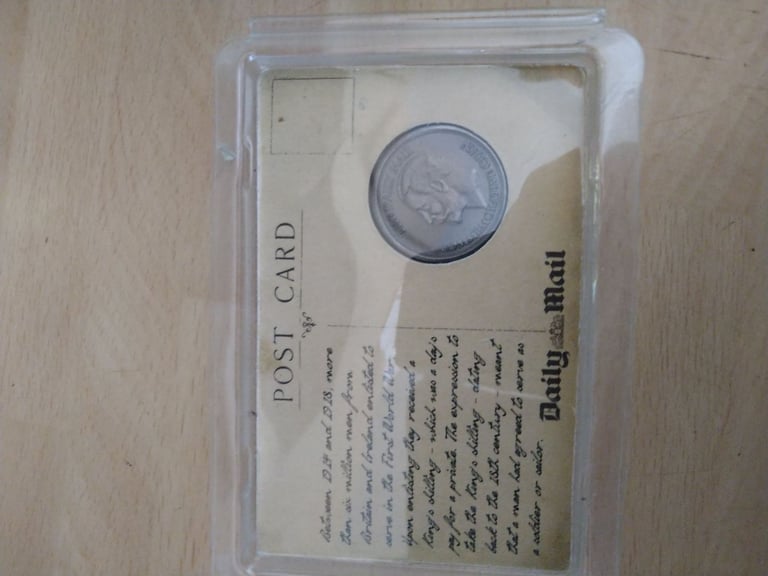 POST CARD
Between 1914 and 1918, more
than six million men from
Britain and Ireland enlisted to
serve in the First World War.
Upon enlisting they received a
King's shilling - which was a day's
pay for a private. The expression to
take the King's shilling - dating
back to the 18th century - meant
that a man had agreed to serve as
a soldier or sailor.
Daily Mail